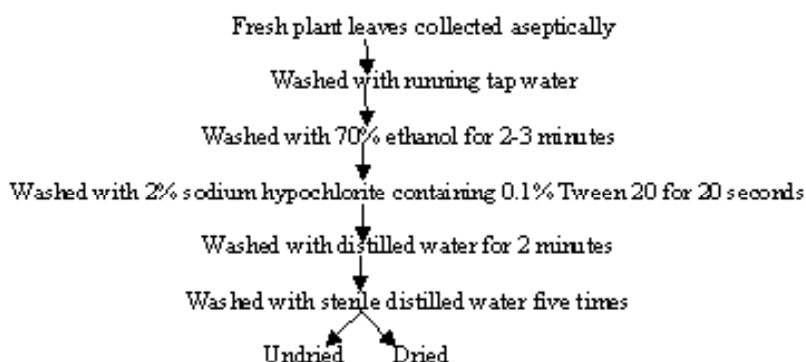 Fresh plant leaves collected aseptically
Washed with running tap water
Washed with 70% ethanol for 2-3 minutes
Washed with 2% sodium hypochlorite containing 0.1% Tween 20 for 20 seconds
Washed with distilled water for 2 minutes
Washed with sterile distilled water five times
Undried Dried